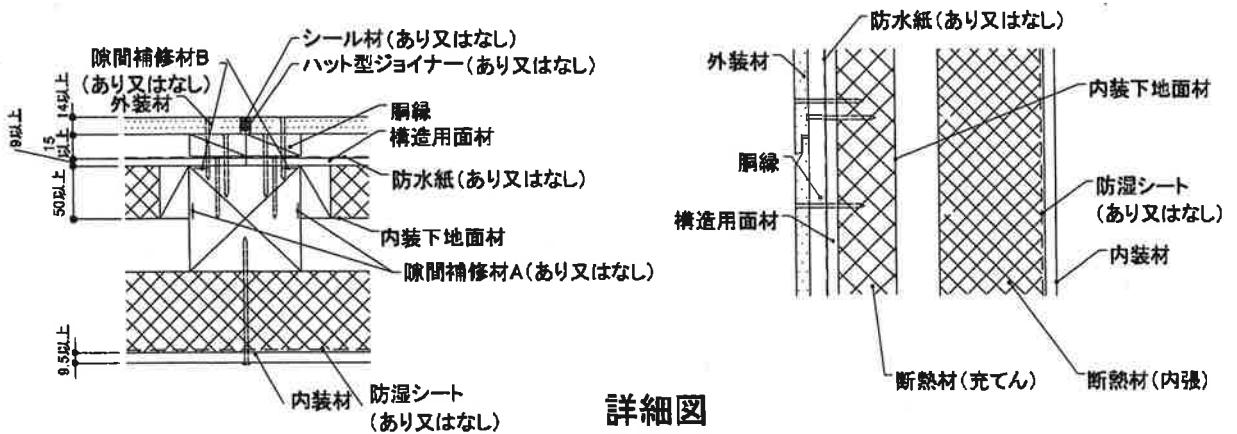 シール材(あり又はなし)
ハット型ジョイナー(あり又はなし)
隙間補修材B
(あり又はなし)
外装材
胴縁
構造用面材
防水紙(あり又はなし)
内装下地面材
隙間補修材A(あり又はなし)
14以上
15
以上
9以上
50以上
9.5以上
内装材
防湿シート
(あり又はなし)
防水紙(あり又はなし)
外装材
内装下地面材
胴縁
防湿シート
(あり又はなし)
構造用面材
内装材
断熱材(充てん)
断熱材(内張)
詳細図